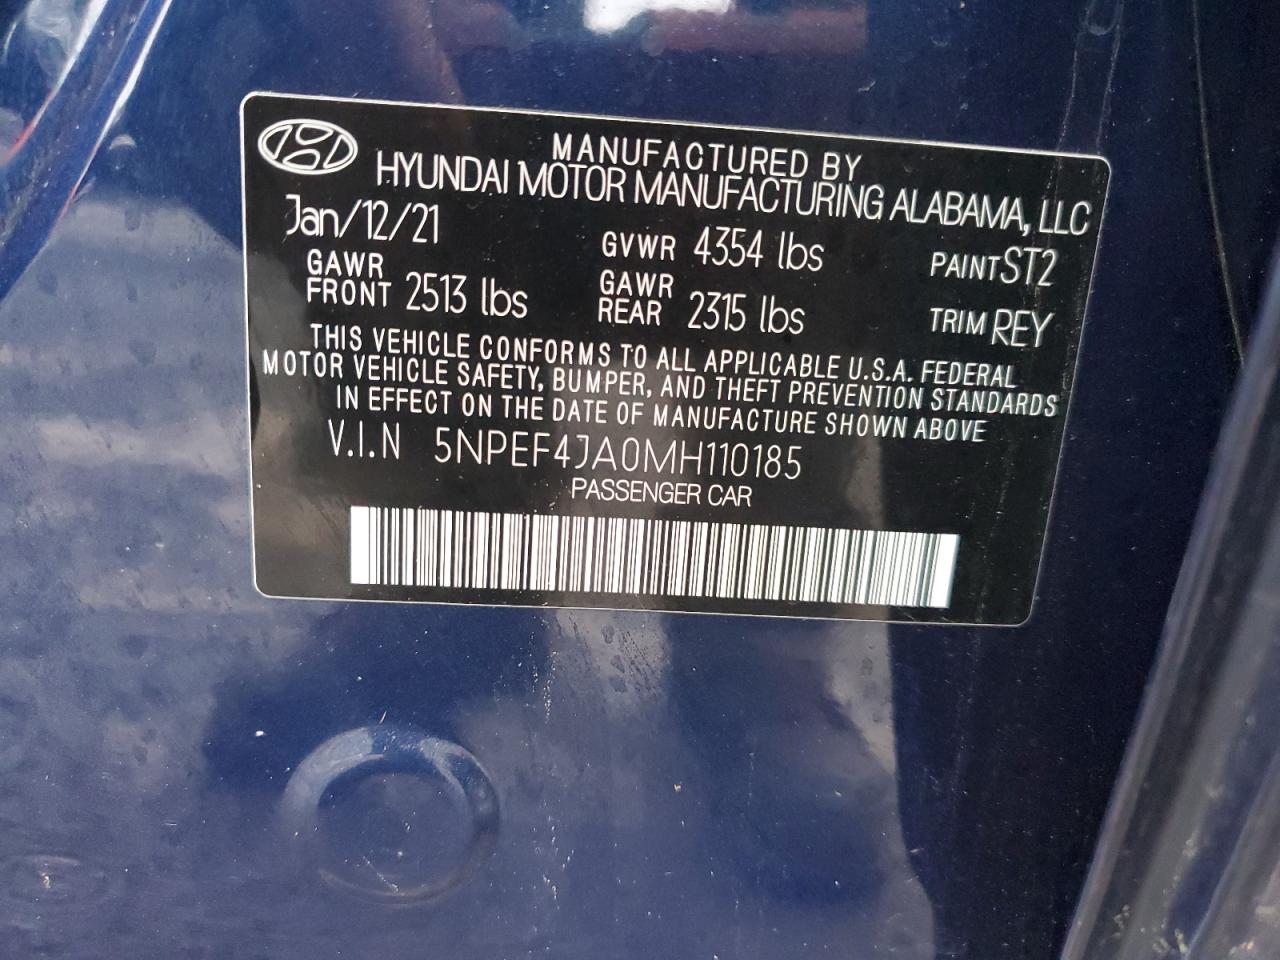 MANUFACTURED BY
HYUNDAI MOTOR MANUFACTURING ALABAMA, LLC
Jan/12/21 GVWR 4354 lbs PAINT ST2
GAWR FRONT 2513 lbs GAWR REAR 2315 lbs TRIM REY
THIS VEHICLE CONFORMS TO ALL APPLICABLE U.S.A. FEDERAL
MOTOR VEHICLE SAFETY, BUMPER, AND THEFT PREVENTION STANDARDS
IN EFFECT ON THE DATE OF MANUFACTURE SHOWN ABOVE
V.I.N 5NPEF4JA0MH110185
PASSENGER CAR